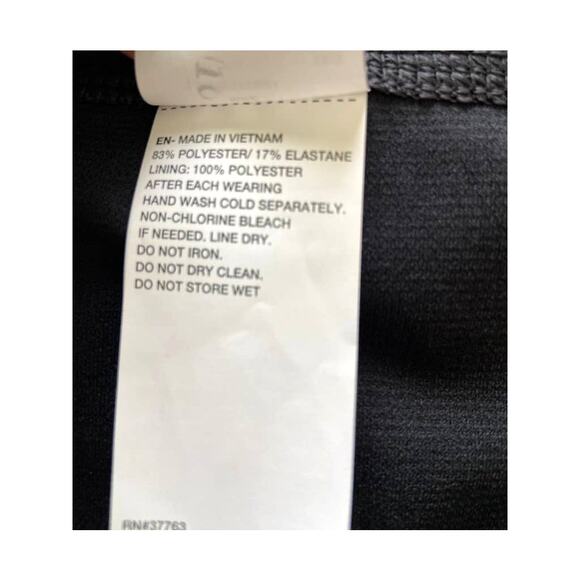 EN- MADE IN VIETNAM
83% POLYESTER/ 17% ELASTANE
LINING: 100% POLYESTER
AFTER EACH WEARING
HAND WASH COLD SEPARATELY.
NON-CHLORINE BLEACH
IF NEEDED. LINE DRY.
DO NOT IRON.
DO NOT DRY CLEAN.
DO NOT STORE WET
RN#37763